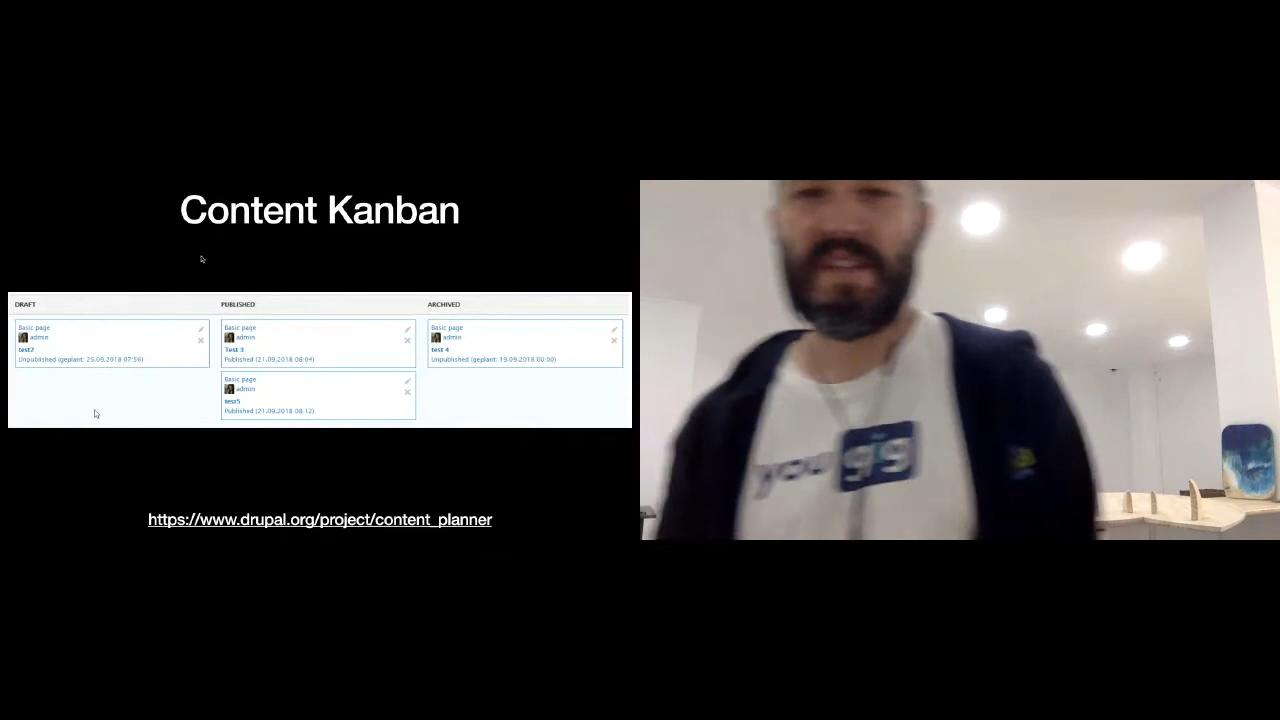 Content Kanban
DRAFT
Basic page
admin
test2
Unpublished (geplant: 25.09.2018 07:56)
PUBLISHED
Basic page
admin
Test 3
Published (21.09.2018 08:04)
Basic page
admin
test5
Published (21.09.2018 08:12)
ARCHIVED
Basic page
admin
test 4
Unpublished (geplant: 19.09.2018 00:00)
https://www.drupal.org/project/content_planner
you gig